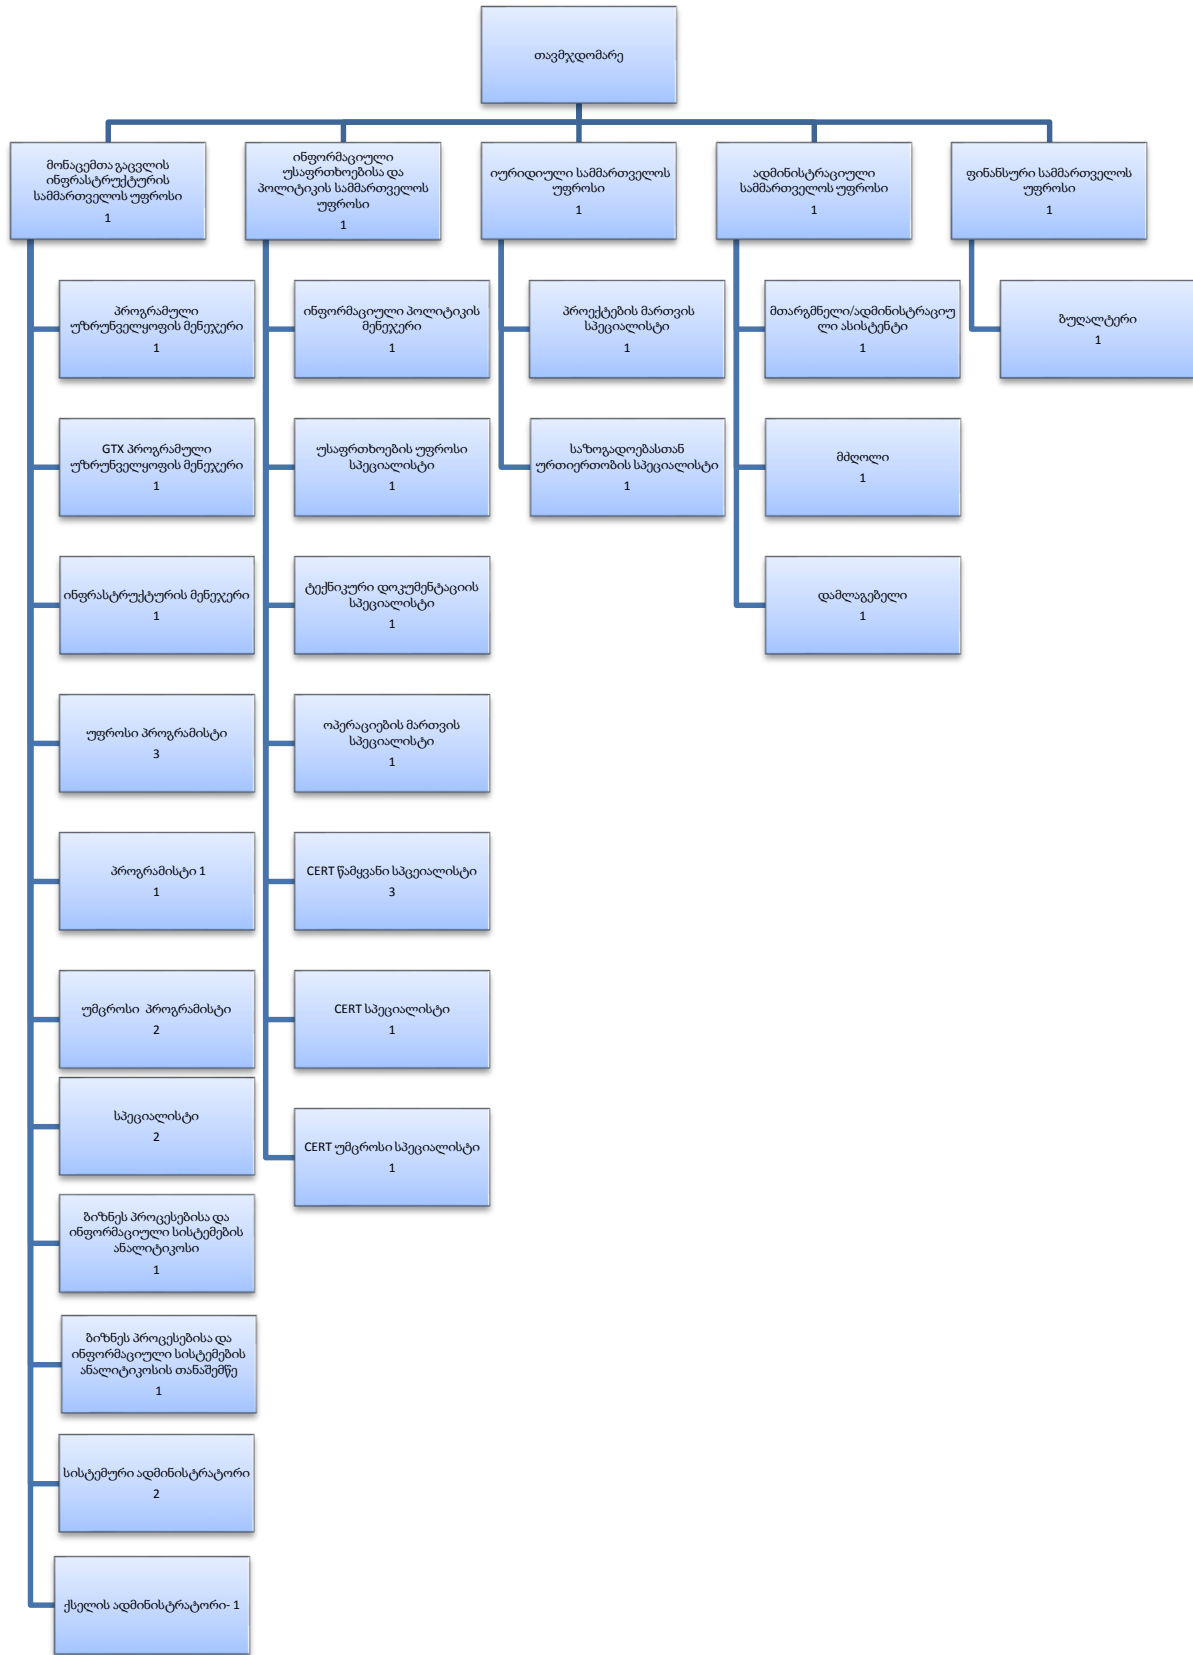 თავმჯდომარე
მონაცემთა გაცვლის
ინფრასტრუქტურის
სამმართველოს უფროსი
1
პროგრამული
უზრუნველყოფის მენეჯერი
1
GTX პროგრამული
უზრუნველყოფის მენეჯერი
1
ინფრასტრუქტურის მენეჯერი
1
უფროსი პროგრამისტი
3
პროგრამისტი 1
1
უმცროსი პროგრამისტი
2
სპეციალისტი
2
ბიზნეს პროცესებისა და
ინფორმაციული სისტემების
ანალიტიკოსი
1
ბიზნეს პროცესებისა და
ინფორმაციული სისტემების
ანალიტიკოსის თანაშემწე
1
სისტემური ადმინისტრატორი
2
ქსელის ადმინისტრატორი- 1
ინფორმაციული
უსაფრთხოებისა და
პოლიტიკის სამმართველოს
უფროსი
1
ინფორმაციული პოლიტიკის
მენეჯერი
1
უსაფრთხოების უფროსი
სპეციალისტი
1
ტექნიკური დოკუმენტაციის
სპეციალისტი
1
ოპერაციების მართვის
სპეციალისტი
1
CERT წამყვანი სპცეიალისტი
3
CERT სპეციალისტი
1
CERT უმცროსი სპეციალისტი
1
იურიდიული სამმართველოს
უფროსი
1
პროექტების მართვის
სპეციალისტი
1
საზოგადოებასთან
ურთიერთობის სპეციალისტი
1
ადმინისტრაციული
სამმართველოს უფროსი
1
მთარგმნელი/ადმინისტრაციუ
ლი ასისტენტი
1
მძღოლი
1
დამლაგებელი
1
ფინანსური სამმართველოს
უფროსი
1
ბუღალტერი
1